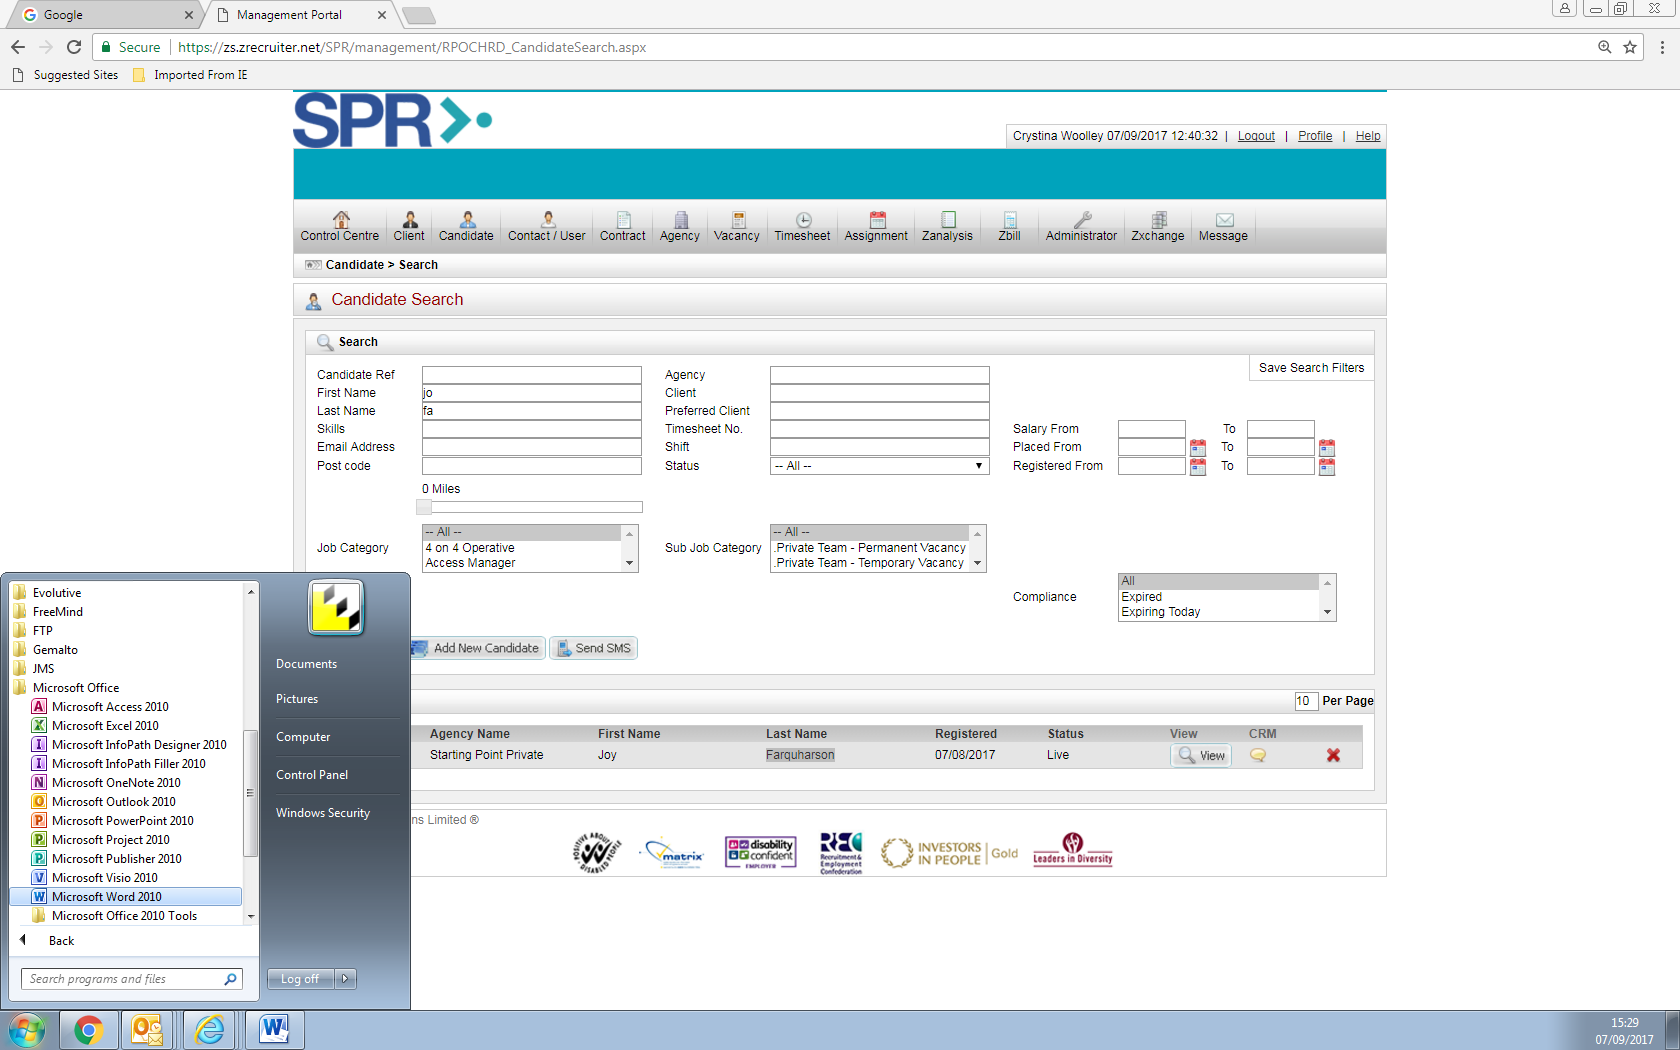 Google
Management Portal
Secure
https://zs.zrecruiter.net/SPR/management/RPOCHRD_CandidateSearch.aspx
Suggested Sites
Imported From IE
SPR
Crystina Woolley 07/09/2017 12:40:32 | Logout | Profile | Help
Control Centre
Client
Candidate
Contact / User
Contract
Agency
Vacancy
Timesheet
Assignment
Zanalysis
Zbill
Administrator
Zxchange
Message
Candidate > Search
Candidate Search
Search
Save Search Filters
Candidate Ref
Agency
First Name jo
Client
Last Name fa
Preferred Client
Skills
Timesheet No.
Salary From To
Email Address
Shift
Placed From To
Post code
Status -- All --
Registered From To
0 Miles
Job Category
-- All --
4 on 4 Operative
Access Manager
Sub Job Category
-- All --
.Private Team - Permanent Vacancy
.Private Team - Temporary Vacancy
Compliance
All
Expired
Expiring Today
Add New Candidate
Send SMS
10 Per Page
Agency Name First Name Last Name Registered Status View CRM
Starting Point Private Joy Farquharson 07/08/2017 Live View
ns Limited ®
POSITIVE ABOUT DISABLED PEOPLE
matrix
disability
confident
EMPLOYER
REC
Recruitment &
Employment
Confederation
INVESTORS
IN PEOPLE | Gold
Leaders in Diversity
Evolutive
FreeMind
FTP
Gemalto
JMS
Microsoft Office
Microsoft Access 2010
Microsoft Excel 2010
Microsoft InfoPath Designer 2010
Microsoft InfoPath Filler 2010
Microsoft OneNote 2010
Microsoft Outlook 2010
Microsoft PowerPoint 2010
Microsoft Project 2010
Microsoft Publisher 2010
Microsoft Visio 2010
Microsoft Word 2010
Microsoft Office 2010 Tools
Back
Search programs and files
Documents
Pictures
Computer
Control Panel
Windows Security
Log off
15:29
07/09/2017